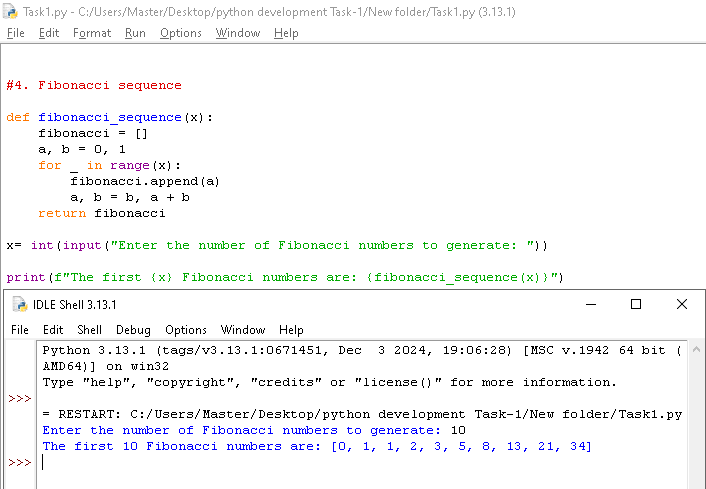 Task1.py - C:/Users/Master/Desktop/python development Task-1/New folder/Task1.py (3.13.1)
File Edit Format Run Options Window Help
#4. Fibonacci sequence
def fibonacci_sequence(x):
    fibonacci = []
    a, b = 0, 1
    for _ in range(x):
        fibonacci.append(a)
        a, b = b, a + b
    return fibonacci
x= int(input("Enter the number of Fibonacci numbers to generate: "))
print(f"The first {x} Fibonacci numbers are: {fibonacci_sequence(x)}")
IDLE Shell 3.13.1
File Edit Shell Debug Options Window Help
Python 3.13.1 (tags/v3.13.1:0671451, Dec  3 2024, 19:06:28) [MSC v.1942 64 bit (
AMD64)] on win32
Type "help", "copyright", "credits" or "license()" for more information.
>>>
= RESTART: C:/Users/Master/Desktop/python development Task-1/New folder/Task1.py
Enter the number of Fibonacci numbers to generate: 10
The first 10 Fibonacci numbers are: [0, 1, 1, 2, 3, 5, 8, 13, 21, 34]
>>>